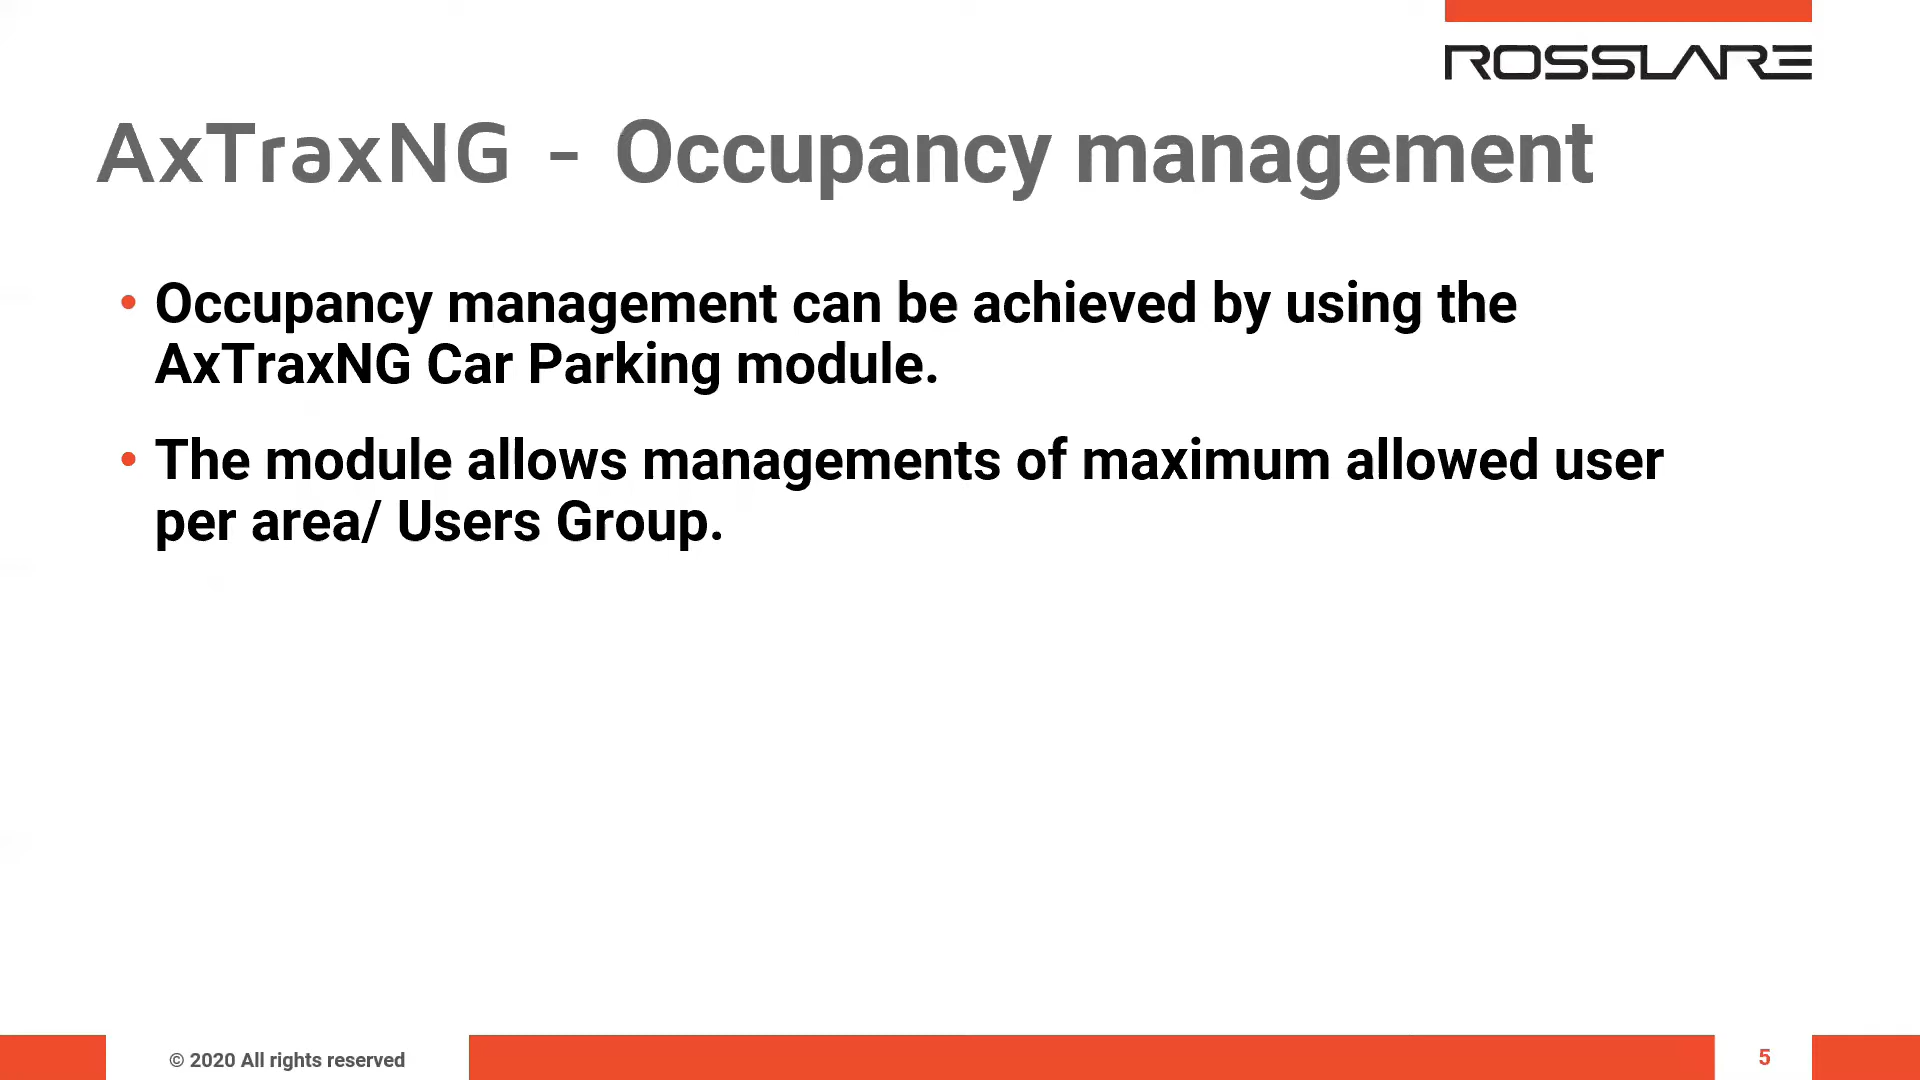 ROSSLARE
AxTraxNG - Occupancy management
• Occupancy management can be achieved by using the
AxTraxNG Car Parking module.
• The module allows managements of maximum allowed user
per area/ Users Group.
© 2020 All rights reserved
5